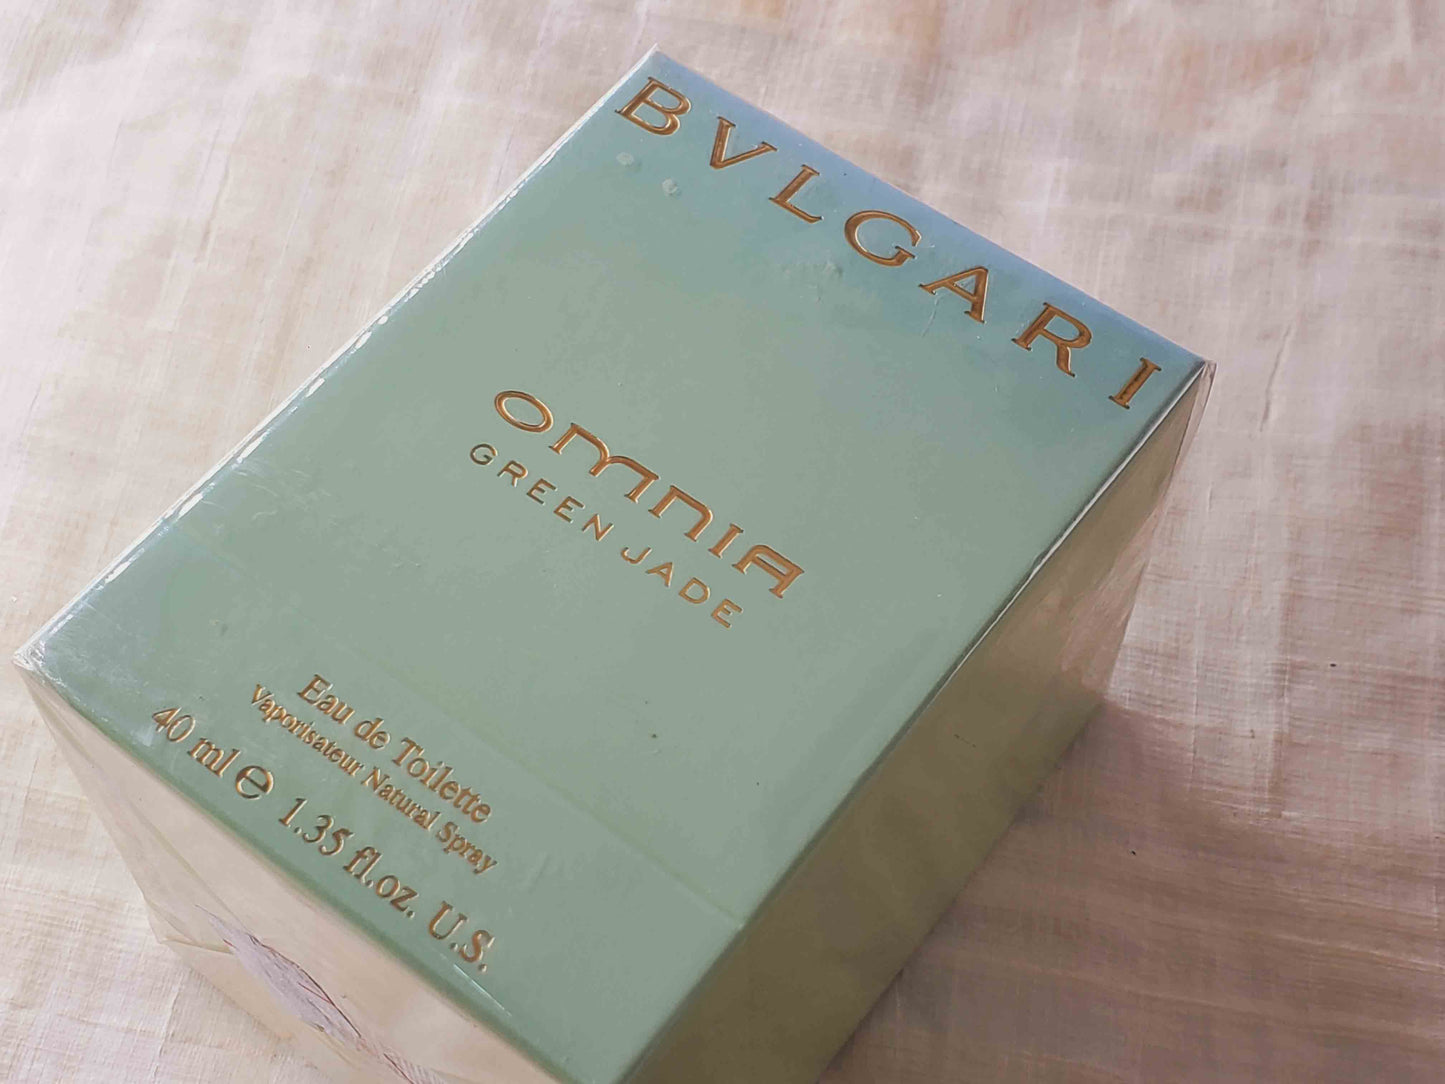 BVLGARI
OMNIA
GREEN JADE
Eau de Toilette
Vaporisateur Natural Spray
40 ml ℮ 1.35 fl.oz. U.S.